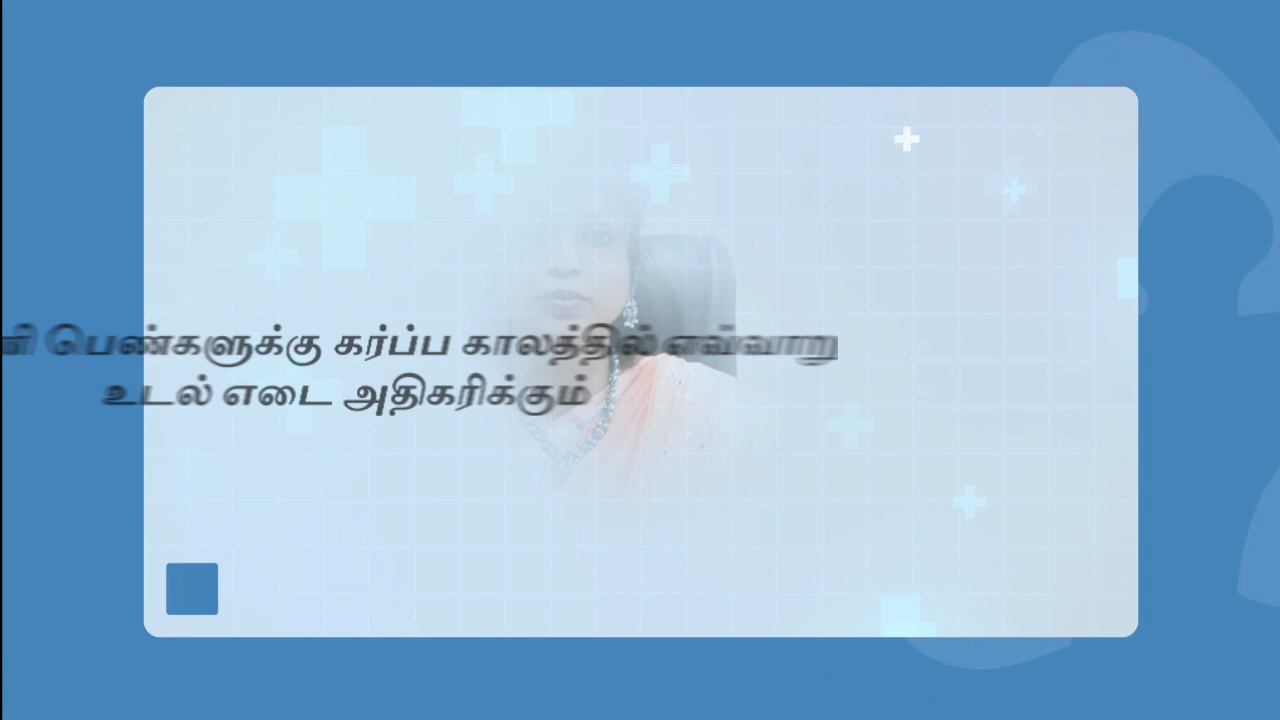 பெண்களுக்கு கர்ப்ப காலத்தில் எவ்வாறு
உடல் எடை அதிகரிக்கும்